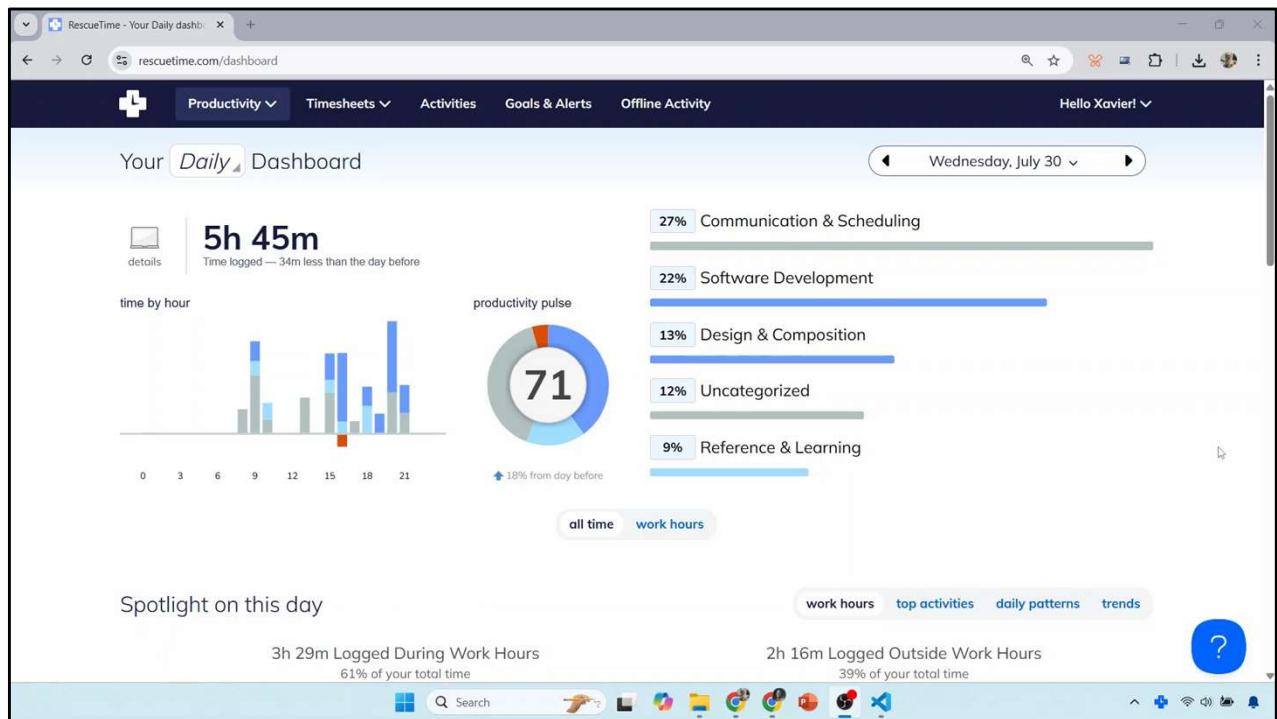 RescueTime - Your Daily dashb
rescuetime.com/dashboard
Productivity Timesheets Activities Goals & Alerts Offline Activity Hello Xavier!
Your Daily Dashboard
Wednesday, July 30
details
5h 45m
Time logged — 34m less than the day before
time by hour
0 3 6 9 12 15 18 21
productivity pulse
71
18% from day before
27% Communication & Scheduling
22% Software Development
13% Design & Composition
12% Uncategorized
9% Reference & Learning
all time work hours
Spotlight on this day
work hours top activities daily patterns trends
3h 29m Logged During Work Hours
61% of your total time
2h 16m Logged Outside Work Hours
39% of your total time
?
Search